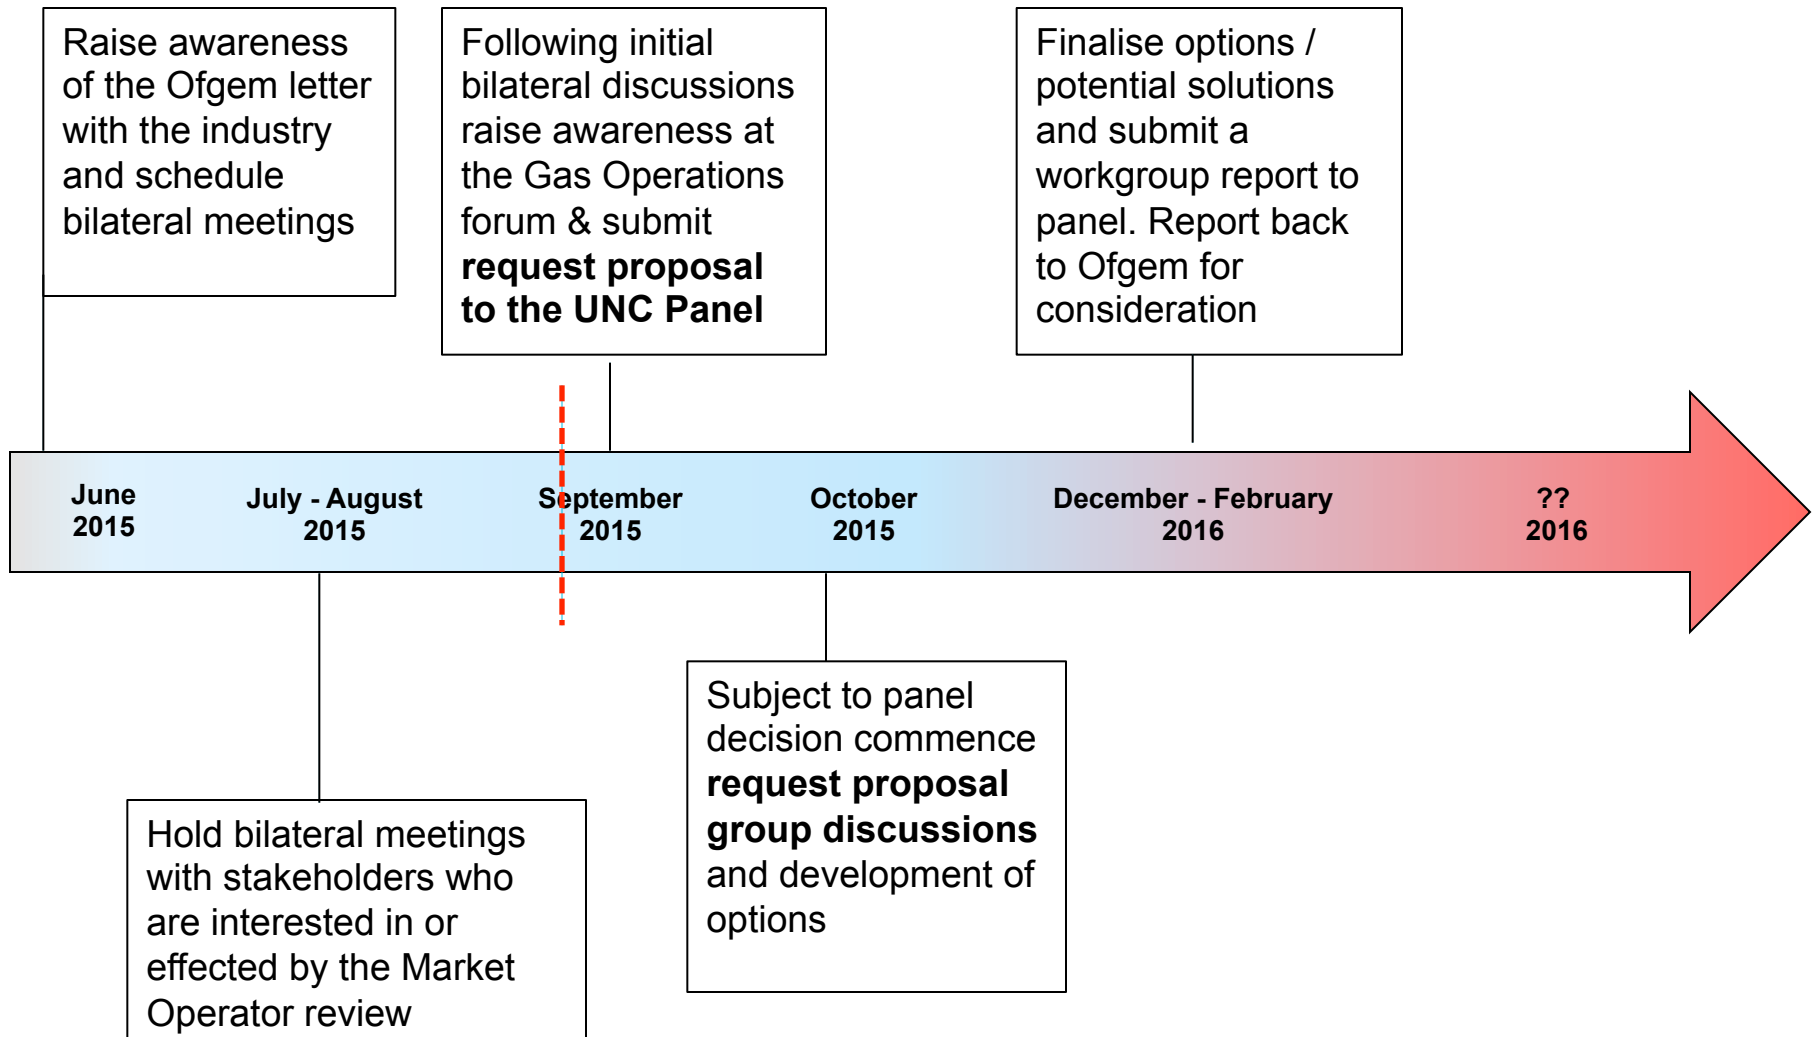 Raise awareness
of the Ofgem letter
with the industry
and schedule
bilateral meetings
Following initial
bilateral discussions
raise awareness at
the Gas Operations
forum & submit
request proposal
to the UNC Panel
Finalise options /
potential solutions
and submit a
workgroup report to
panel. Report back
to Ofgem for
consideration
June
2015
July - August
2015
September
2015
October
2015
December - February
2016
??
2016
Hold bilateral meetings
with stakeholders who
are interested in or
effected by the Market
Operator review
Subject to panel
decision commence
request proposal
group discussions
and development of
options